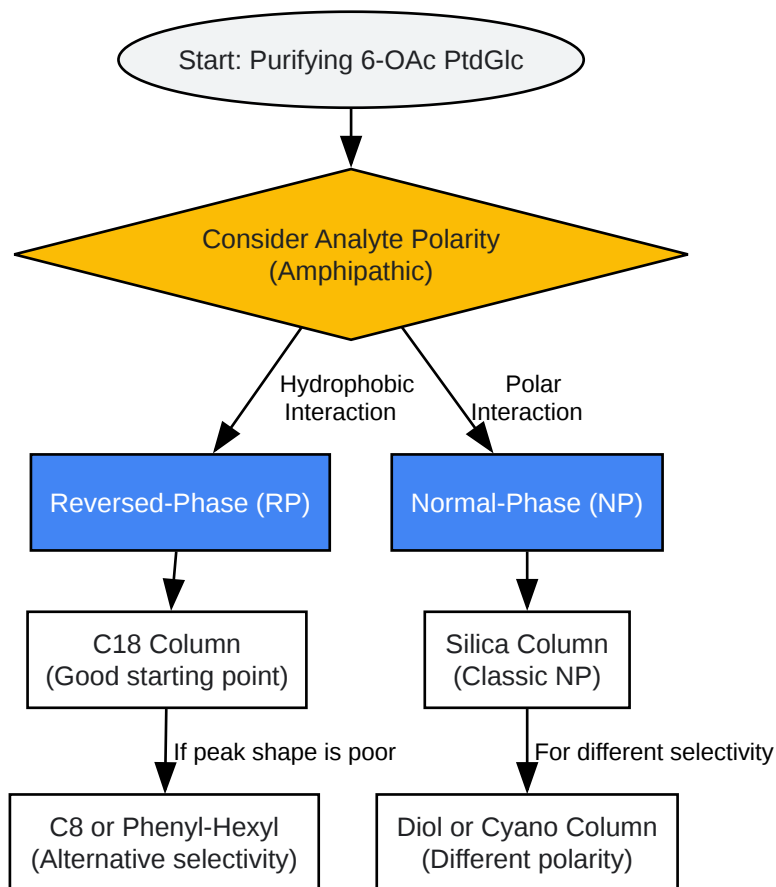 Start: Purifying 6-OAc PtdGlc
Consider Analyte Polarity
(Amphipathic)
Hydrophobic
Interaction
Polar
Interaction
Reversed-Phase (RP)
Normal-Phase (NP)
C18 Column
(Good starting point)
Silica Column
(Classic NP)
If peak shape is poor
For different selectivity
C8 or Phenyl-Hexyl
(Alternative selectivity)
Diol or Cyano Column
(Different polarity)